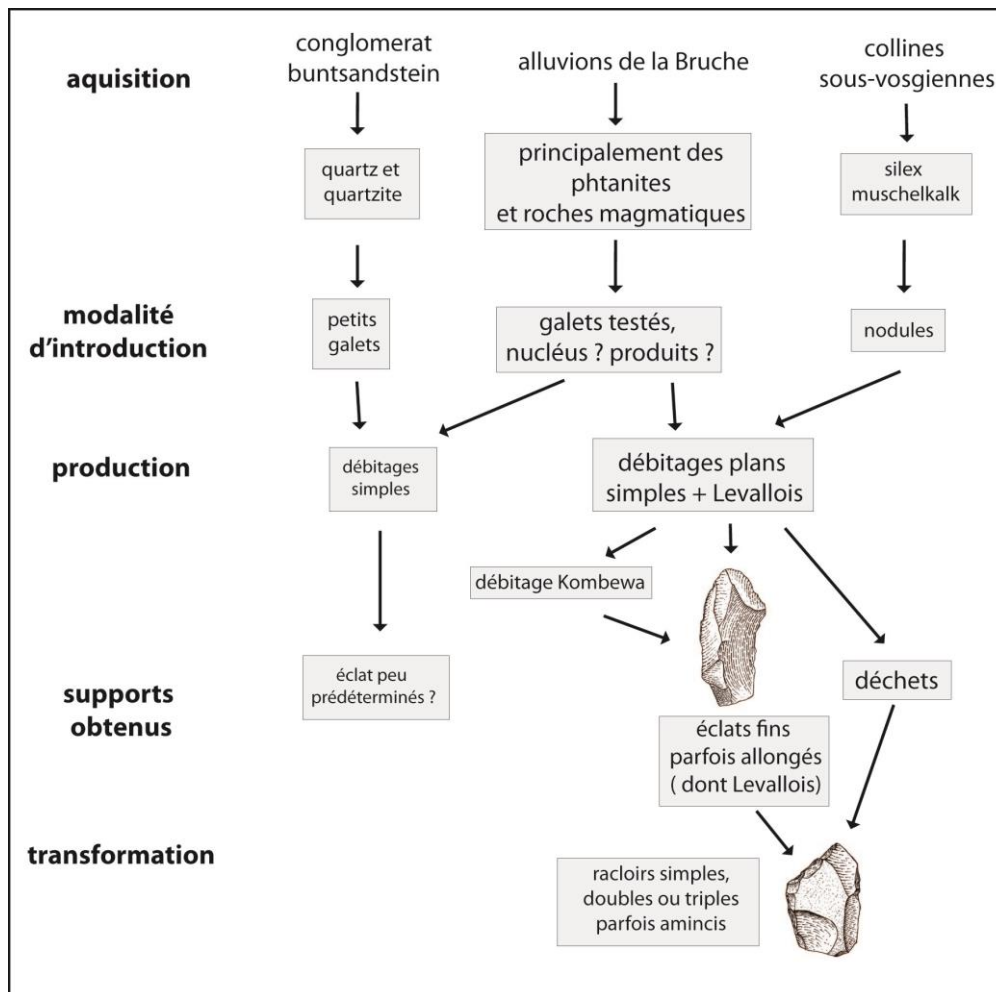 aquisition
conglomerat
buntsandstein
alluvions de la Bruche
collines
sous-vosgiennes
quartz et
quartzite
principalement des
phtanites
et roches magmatiques
silex
muschelkalk
modalité
d'introduction
petits
galets
galets testés,
nucléus ? produits ?
nodules
production
débitages
simples
débitages plans
simples + Levallois
débitage Kombewa
supports
obtenus
éclat peu
prédéterminés ?
déchets
éclats fins
parfois allongés
( dont Levallois)
transformation
racloirs simples,
doubles ou triples
parfois amincis